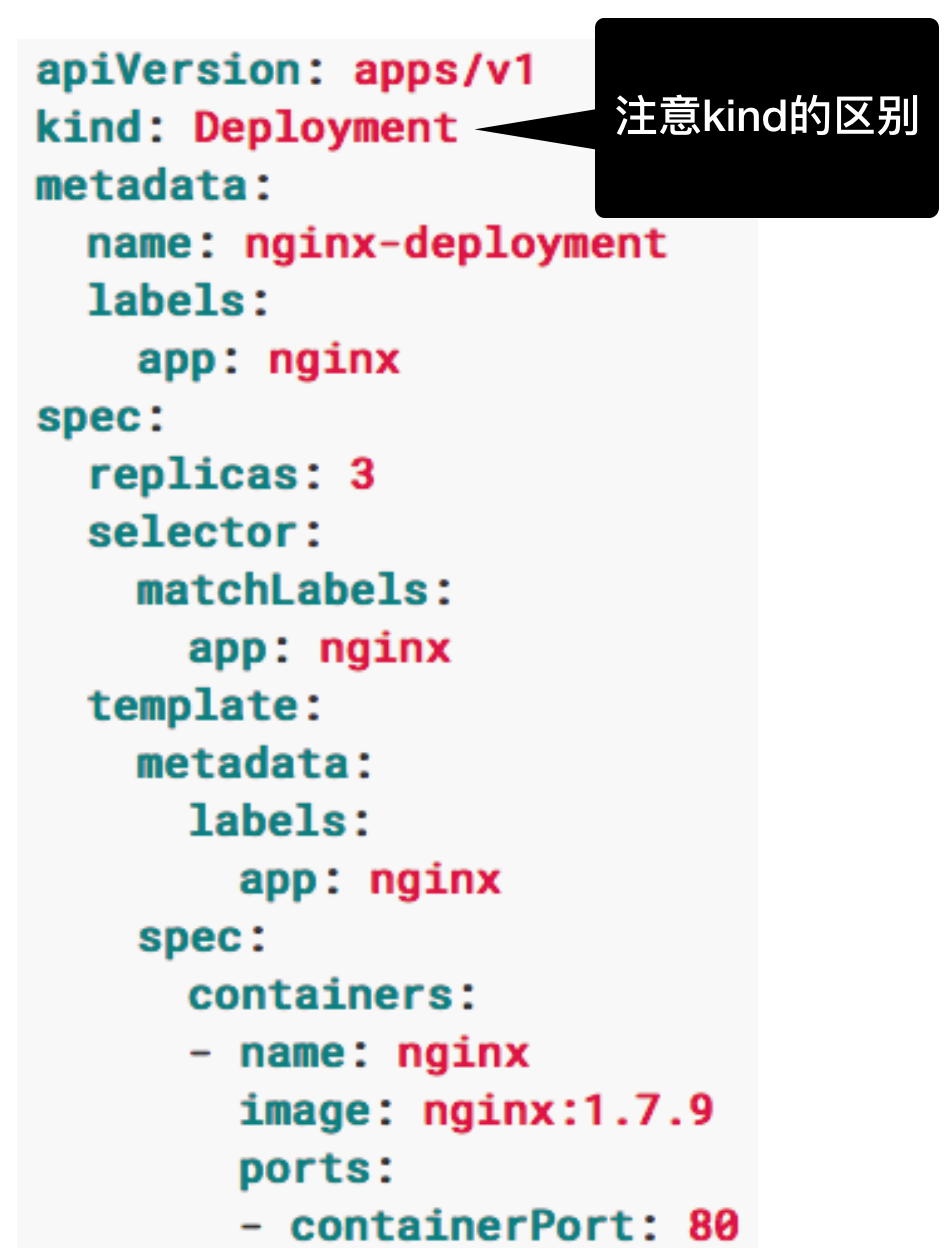 apiVersion: apps/v1
kind: Deployment
注意kind的区别
metadata:
  name: nginx-deployment
  labels:
    app: nginx
spec:
  replicas: 3
  selector:
    matchLabels:
      app: nginx
  template:
    metadata:
      labels:
        app: nginx
    spec:
      containers:
      - name: nginx
        image: nginx:1.7.9
        ports:
        - containerPort: 80